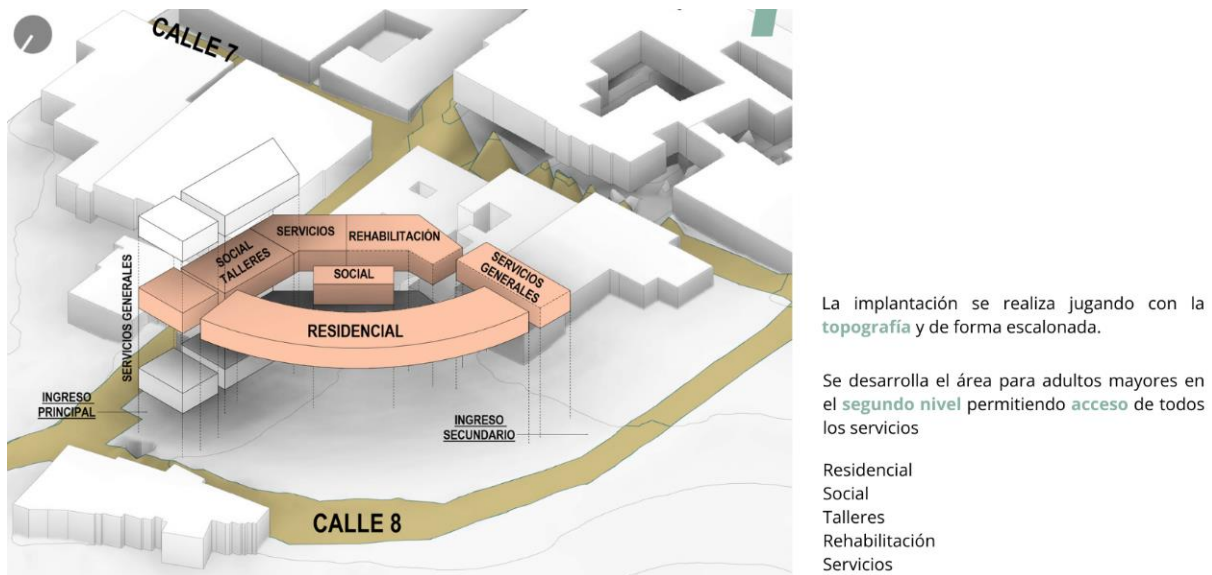 CALLE 7
SERVICIOS
REHABILITACIÓN
SOCIAL
TALLERES
SERVICIOS
GENERALES
SOCIAL
SERVICIOS GENERALES
RESIDENCIAL
INGRESO
PRINCIPAL
INGRESO
SECUNDARIO
CALLE 8
La implantación se realiza jugando con la
topografía y de forma escalonada.
Se desarrolla el área para adultos mayores en
el segundo nivel permitiendo acceso de todos
los servicios
Residencial
Social
Talleres
Rehabilitación
Servicios